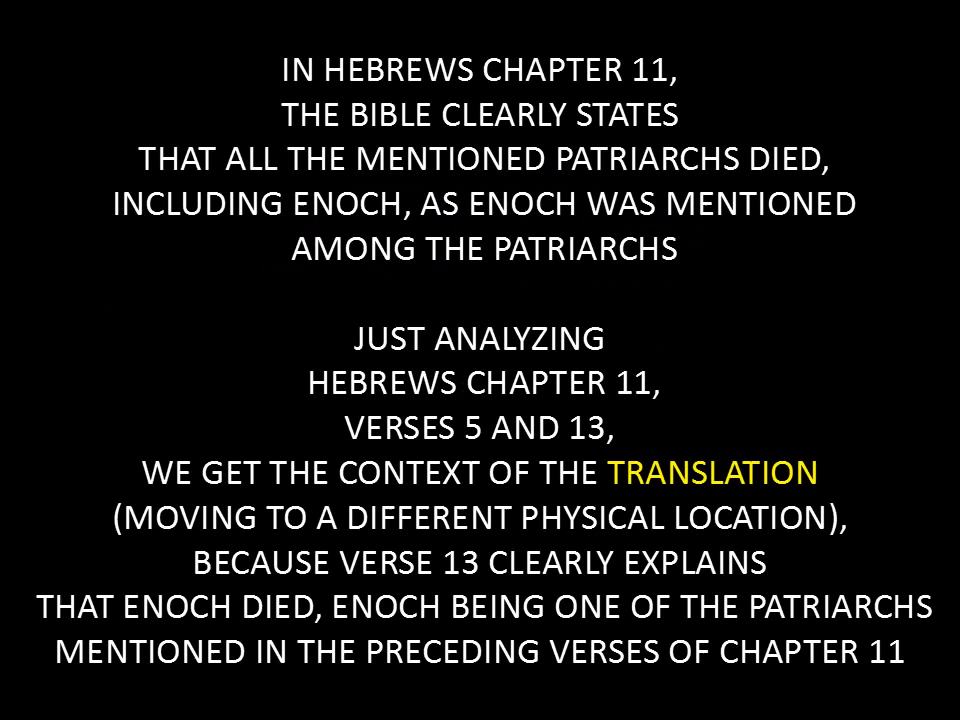 IN HEBREWS CHAPTER 11,
THE BIBLE CLEARLY STATES
THAT ALL THE MENTIONED PATRIARCHS DIED,
INCLUDING ENOCH, AS ENOCH WAS MENTIONED
AMONG THE PATRIARCHS
JUST ANALYZING
HEBREWS CHAPTER 11,
VERSES 5 AND 13,
WE GET THE CONTEXT OF THE TRANSLATION
(MOVING TO A DIFFERENT PHYSICAL LOCATION),
BECAUSE VERSE 13 CLEARLY EXPLAINS
THAT ENOCH DIED, ENOCH BEING ONE OF THE PATRIARCHS
MENTIONED IN THE PRECEDING VERSES OF CHAPTER 11